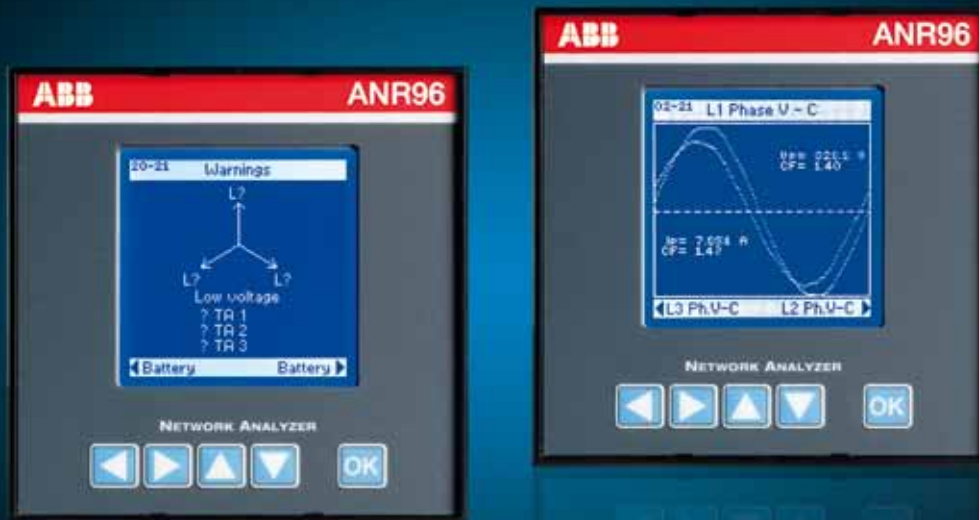 ABB ANR96
20-21 Warnings
L?
L? L?
Low voltage
? TA 1
? TA 2
? TA 3
Battery Battery
NETWORK ANALYZER
OK
ABB ANR96
02-21 L1 Phase V - C
CF= 1.40
A
CF= 1.47
L3 Ph.V-C L2 Ph.V-C
NETWORK ANALYZER
OK